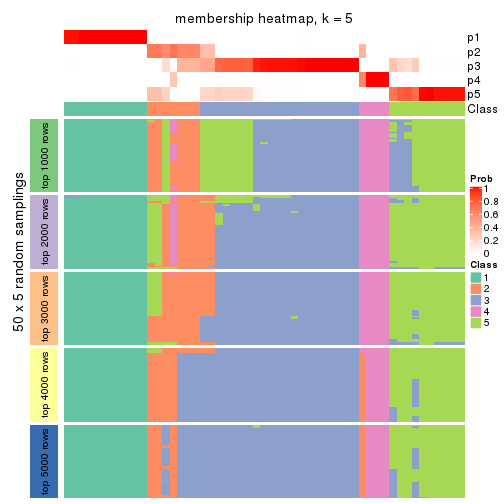 membership heatmap, k = 5
p1
p2
p3
p4
p5
Class
50 x 5 random samplings
top 1000 rows
top 2000 rows
top 3000 rows
top 4000 rows
top 5000 rows
Prob
1
0.8
0.6
0.4
0.2
0
Class
1
2
3
4
5